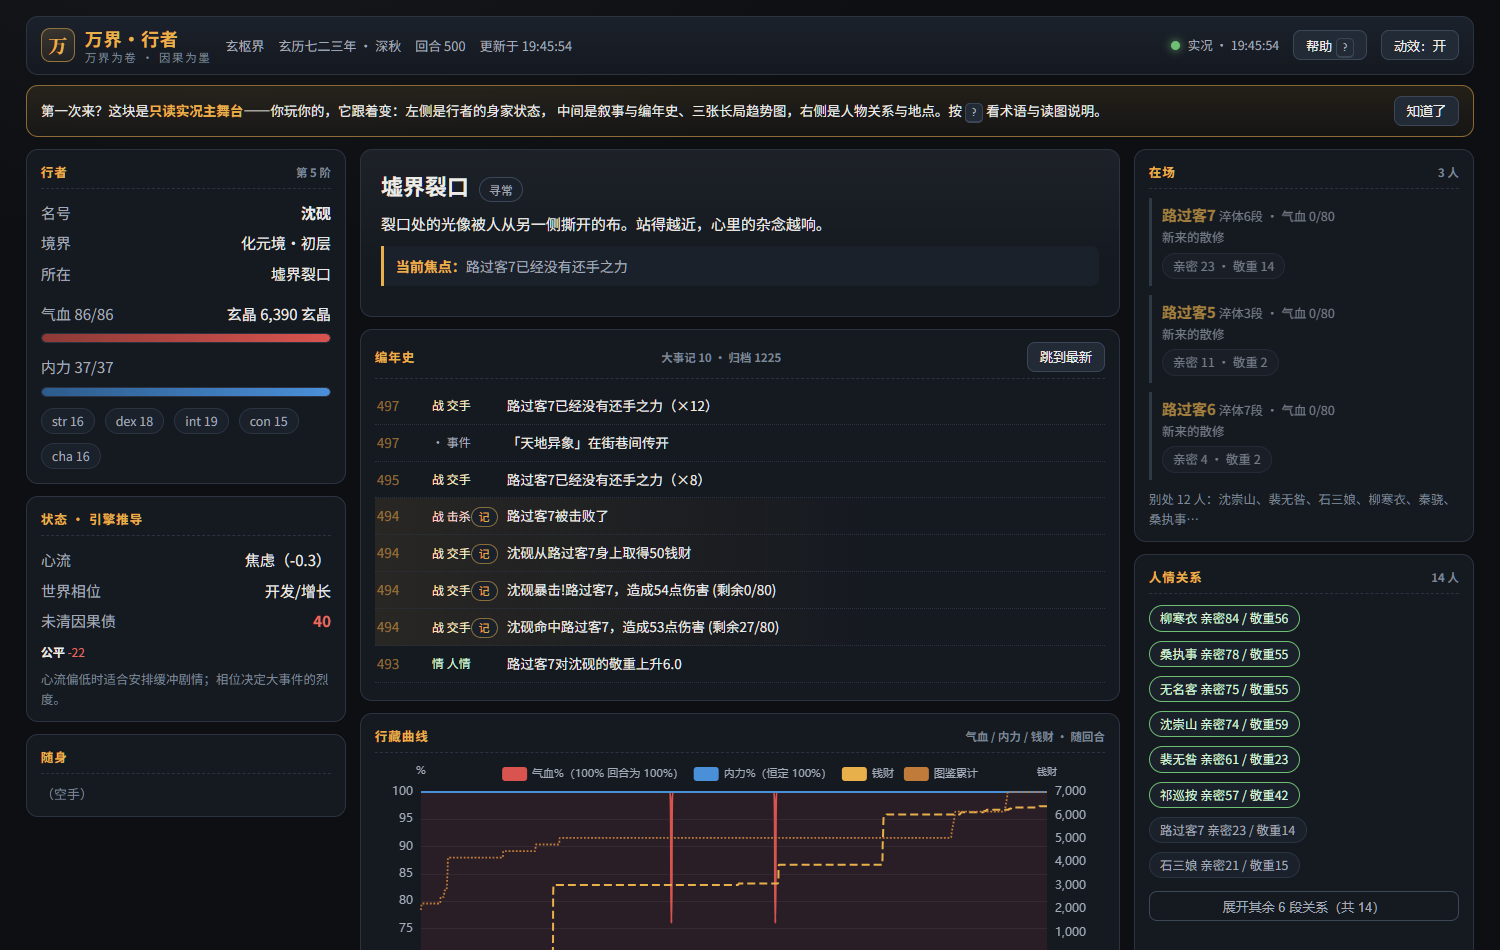 万
万界·行者
万界为卷 · 因果为墨
玄枢界 玄历七二三年·深秋 回合 500 更新于 19:45:54
实况·19:45:54
帮助 ?
动效：开
第一次来？这块是只读实况主舞台——你玩你的，它跟着变：左侧是行者的身家状态， 中间是叙事与编年史、三张长局趋势图，右侧是人物关系与地点。按 ? 看术语与读图说明。
知道了
行者 第 5 阶
名号 沈砚
境界 化元境·初层
所在 墟界裂口
气血 86/86 玄晶 6,390 玄晶
内力 37/37
str 16 dex 18 int 19 con 15
cha 16
状态 · 引擎推导
心流 焦虑（-0.3）
世界相位 开发/增长
未清因果债 40
公平 -22
心流偏低时适合安排缓冲剧情；相位决定大事件的烈
度。
随身
（空手）
墟界裂口 寻常
裂口处的光像被人从另一侧撕开的布。站得越近，心里的杂念越响。
当前焦点：路过客7已经没有还手之力
编年史 大事记 10 · 归档 1225 跳到最新
497 战 交手 路过客7已经没有还手之力（×12）
497 · 事件 「天地异象」在街巷间传开
495 战 交手 路过客7已经没有还手之力（×8）
494 战 击杀 记 路过客7被击败了
494 战 交手 记 沈砚从路过客7身上取得50钱财
494 战 交手 记 沈砚暴击!路过客7，造成54点伤害 (剩余0/80)
494 战 交手 记 沈砚命中路过客7，造成53点伤害 (剩余27/80)
493 情 人情 路过客7对沈砚的敬重上升6.0
行藏曲线 气血 / 内力 / 钱财 · 随回合
% 气血%（100% 回合为 100%） 内力%（恒定 100%） 钱财 图鉴累计 钱财
100 7,000
95 6,000
90 5,000
85 4,000
80 3,000
75 2,000
1,000
在场 3 人
路过客7 淬体6段 · 气血 0/80
新来的散修
亲密 23 · 敬重 14
路过客5 淬体3段 · 气血 0/80
新来的散修
亲密 11 · 敬重 2
路过客6 淬体7段 · 气血 0/80
新来的散修
亲密 4 · 敬重 2
别处 12 人：沈崇山、裴无咎、石三娘、柳寒衣、秦骁、
桑执事…
人情关系 14 人
柳寒衣 亲密84 / 敬重56
桑执事 亲密78 / 敬重55
无名客 亲密75 / 敬重55
沈崇山 亲密74 / 敬重59
裴无咎 亲密61 / 敬重23
祁巡按 亲密57 / 敬重42
路过客7 亲密23 / 敬重14
石三娘 亲密21 / 敬重15
展开其余 6 段关系（共 14）